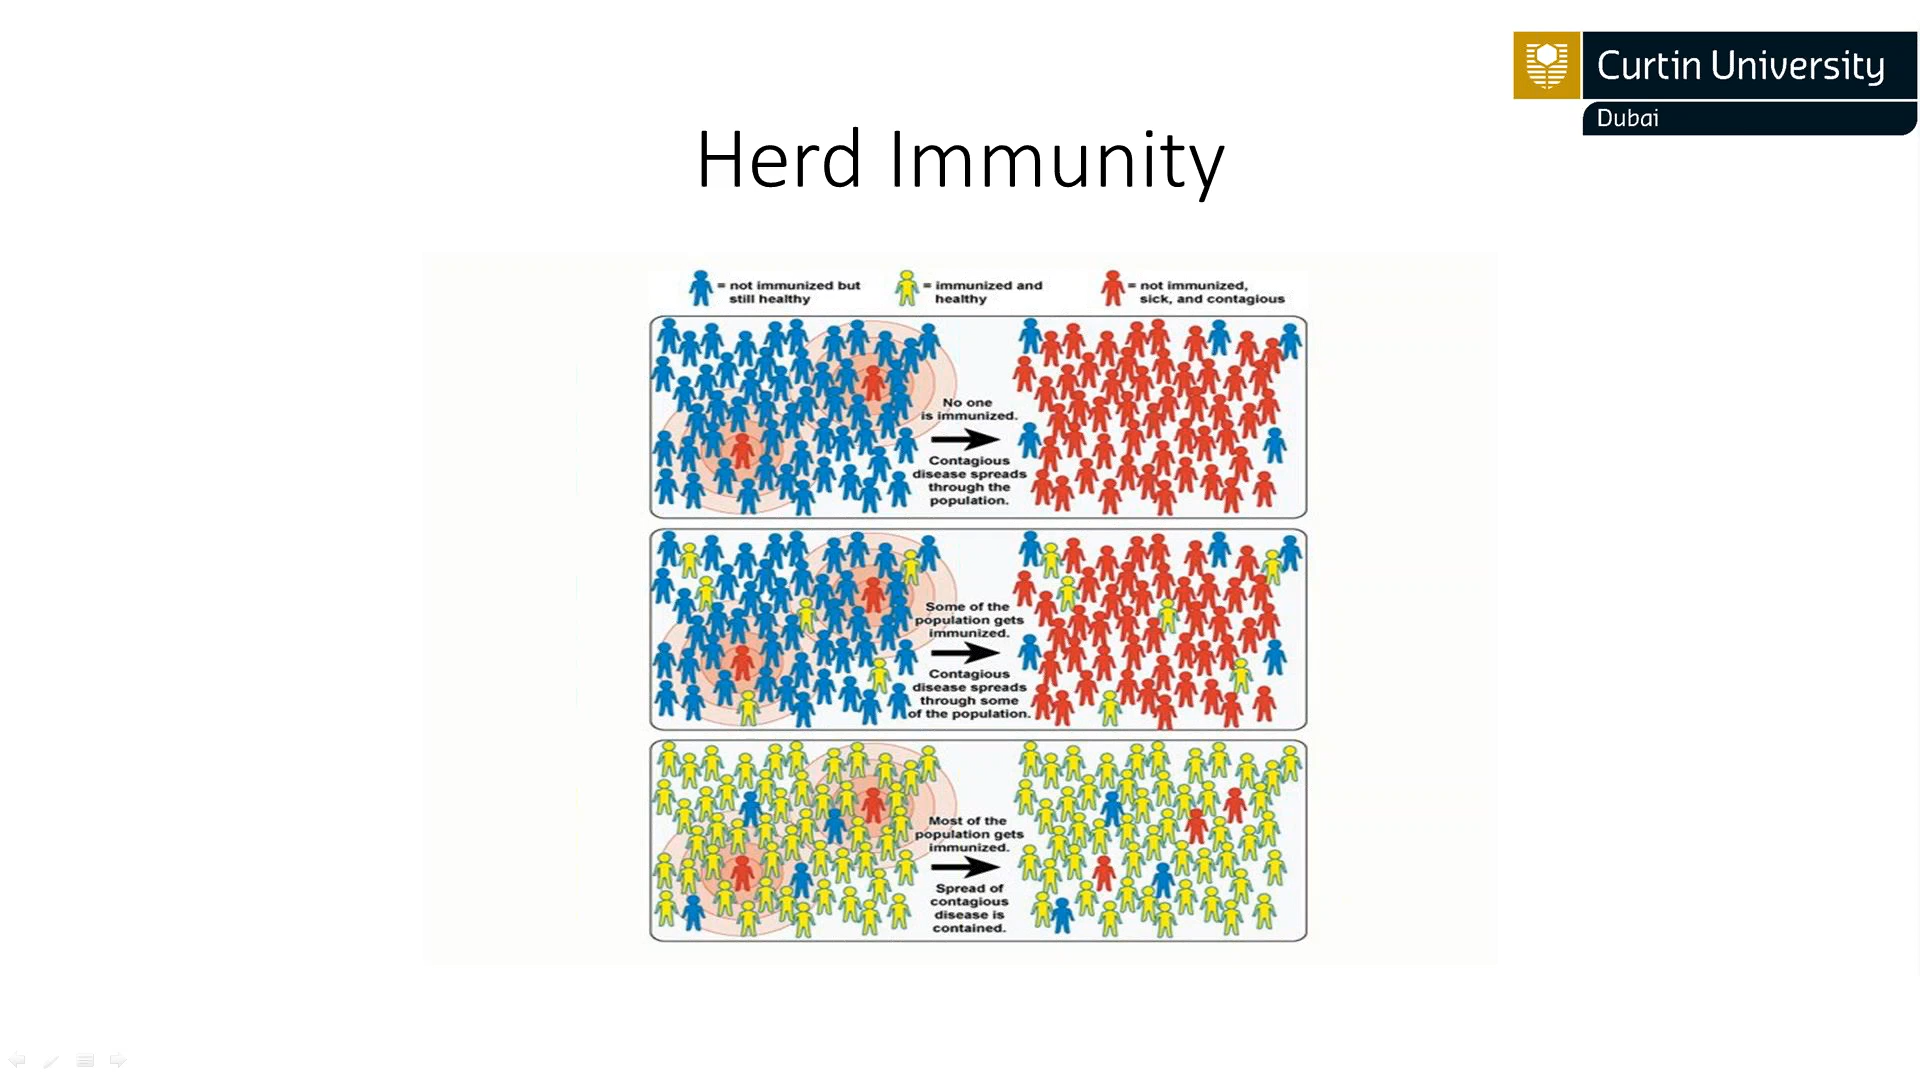 Curtin University
Dubai
Herd Immunity
= not immunized but
still healthy
= immunized and
healthy
= not immunized,
sick, and contagious
No one
is immunized.
Contagious
disease spreads
through the
population.
Some of the
population gets
immunized.
Contagious
disease spreads
through some
of the population.
Most of the
population gets
immunized.
Spread of
contagious
disease is
contained.